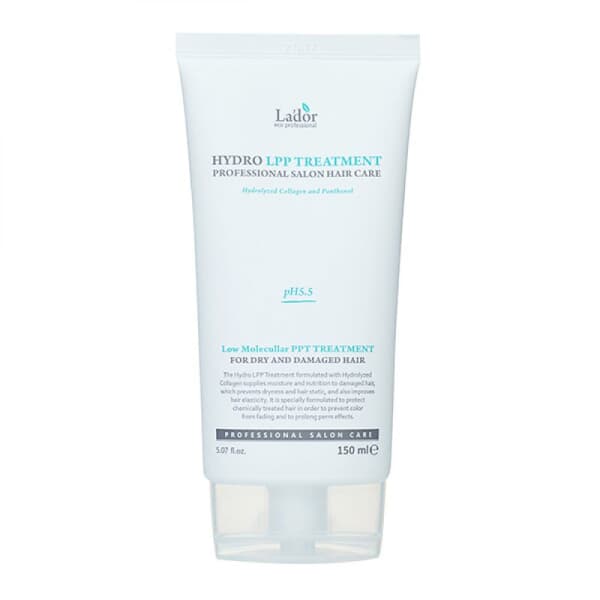 La'dor
eco professional
HYDRO LPP TREATMENT
PROFESSIONAL SALON HAIR CARE
Hydrolyzed Collagen and Panthenol
pH5.5
Low Molecullar PPT TREATMENT
FOR DRY AND DAMAGED HAIR
The Hydro LPP Treatment formulated with Hydrolyzed
Collagen supplies moisture and nutrition to damaged hair,
which prevents dryness and hair static, and also improves
hair elasticity. It is specially formulated to protect
chemically treated hair in order to prevent color
from fading and to prolong perm effects.
PROFESSIONAL SALON CARE
5.07 fl.oz. 150 ml℮